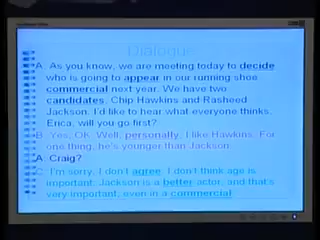 Dialogue
A. As you know, we are meeting today to decide
who is going to appear in our running shoe
commercial next year. We have two
candidates, Chip Hawkins and Rasheed
Jackson. I'd like to hear what everyone thinks.
Erica, will you go first?
B. Yes, OK. Well, personally, I like Hawkins. For
one thing, he's younger than Jackson.
A. Craig?
C. I'm sorry, I don't agree. I don't think age is
important. Jackson is a better actor, and that's
very important, even in a commercial.